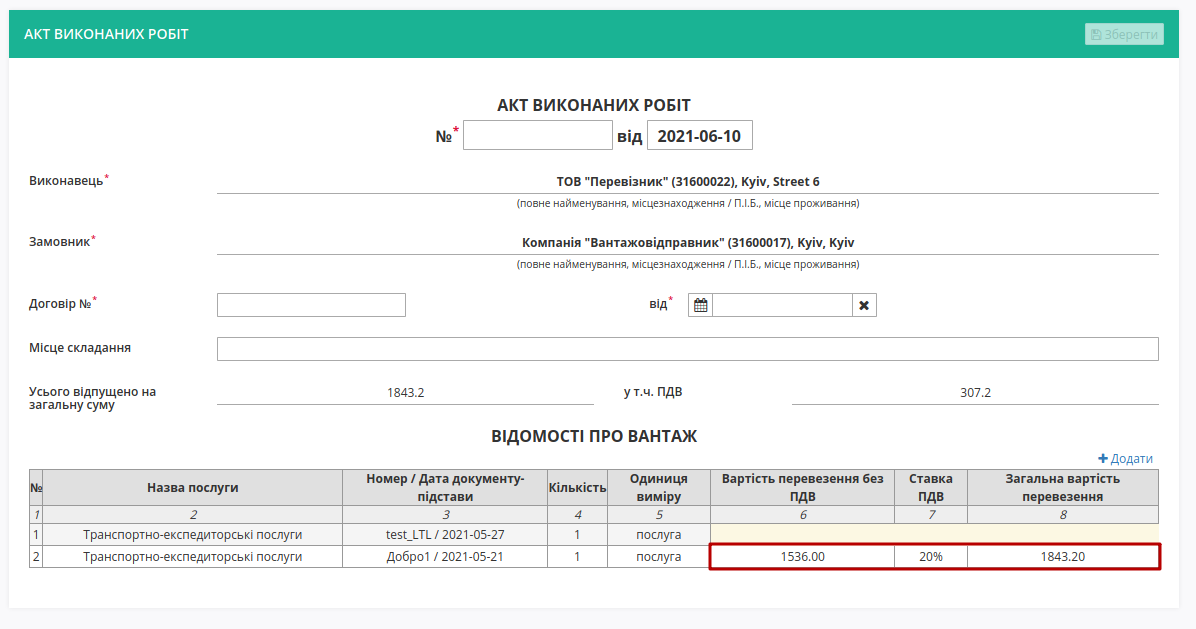 АКТ ВИКОНАНИХ РОБІТ
Зберегти
АКТ ВИКОНАНИХ РОБІТ
№* від 2021-06-10
Виконавець* ТОВ "Перевізник" (31600022), Kyiv, Street 6
(повне найменування, місцезнаходження / П.І.Б., місце проживання)
Замовник* Компанія "Вантажовідправник" (31600017), Kyiv, Kyiv
(повне найменування, місцезнаходження / П.І.Б., місце проживання)
Договір №* від*
Місце складання
Усього відпущено на
загальну суму 1843.2 у т.ч. ПДВ 307.2
ВІДОМОСТІ ПРО ВАНТАЖ
Додати
№ Назва послуги Номер / Дата документу-
підстави Кількість Одиниця
виміру Вартість перевезення без
ПДВ Ставка
ПДВ Загальна вартість
перевезення
1 2 3 4 5 6 7 8
1 Транспортно-експедиторські послуги test_LTL / 2021-05-27 1 послуга
2 Транспортно-експедиторські послуги Добро1 / 2021-05-21 1 послуга 1536.00 20% 1843.20